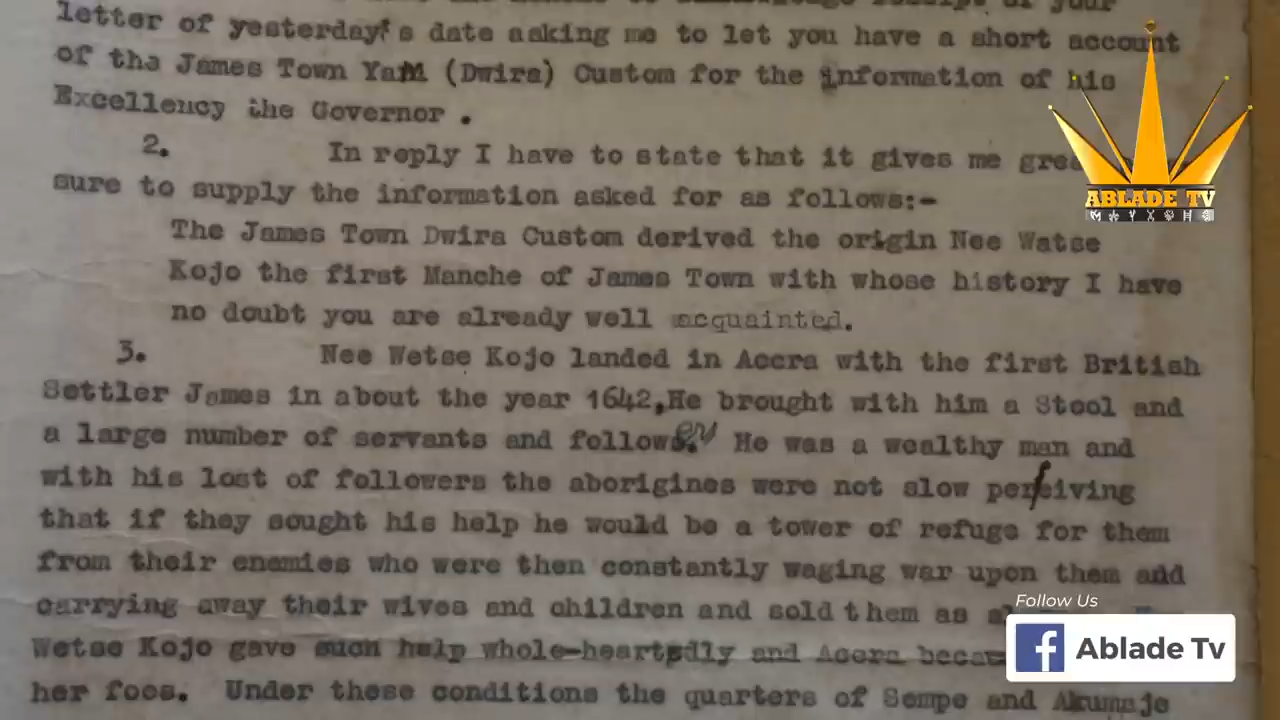 letter of yesterday's date asking me to let you have a short account
of the James Town YaM (Dwira) Custom for the information of his
Excellency the Governor .
2. In reply I have to state that it gives me
sure to supply the information asked for as follows:-
The James Town Dwira Custom derived the origin Nee Watse
Kojo the first Manche of James Town with whose history I have
no doubt you are already well acquainted.
3. Nee Wetse Kojo landed in Accra with the first British
Settler James in about the year 1642,He brought with him a Stool and
a large number of servants and follows. He was a wealthy man and
with his lost of followers the aborigines were not slow perceiving
that if they sought his help he would be a tower of refuge for them
from their enemies who were then constantly waging war upon them and
carrying away their wives and children and sold them as
Wetse Kojo gave such help whole-heartedly and Accra
her foes. Under these conditions the quarters of Sempe and Akumaje
ABLADE TV
Follow Us
Ablade Tv